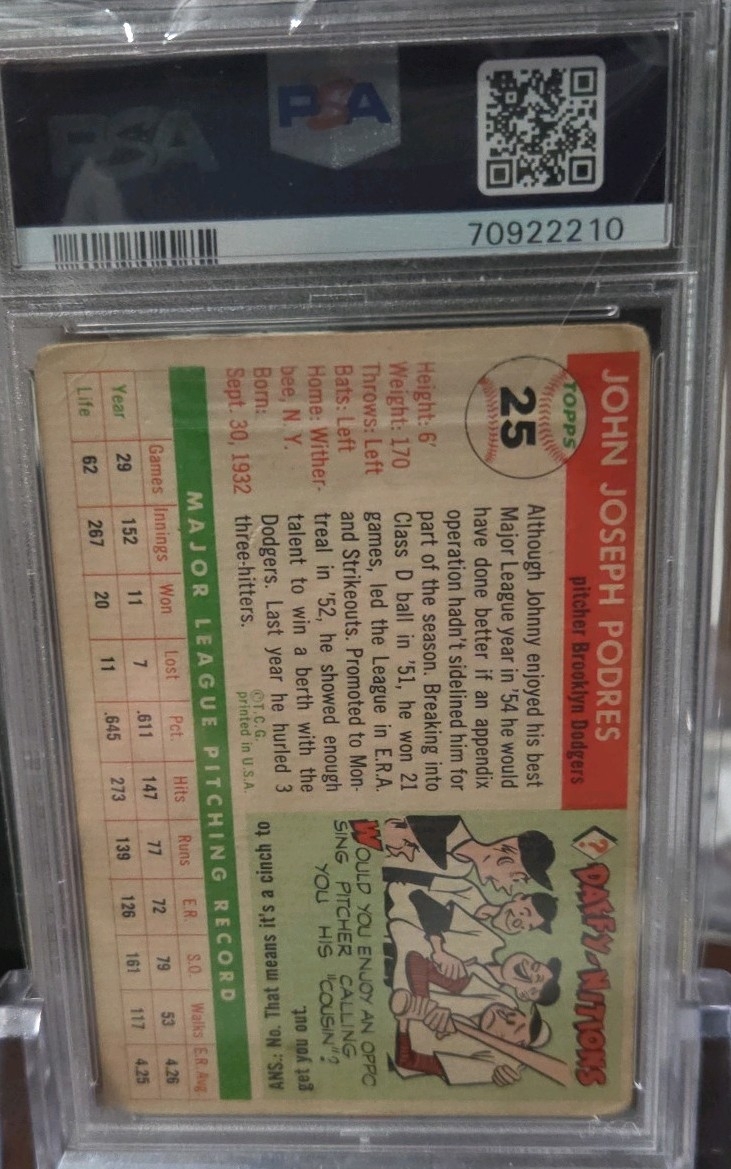 PSA
PSA
70922210
TOPPS
25
JOHN JOSEPH PODRES
pitcher Brooklyn Dodgers
Height: 6'
Weight: 170
Throws: Left
Bats: Left
Home: Wither-
bee, N. Y.
Born:
Sept. 30, 1932
Although Johnny enjoyed his best
Major League year in '54 he would
have done better if an appendix
operation hadn't sidelined him for
part of the season. Breaking into
Class D ball in '51, he won 21
games, led the League in E.R.A.
and Strikeouts. Promoted to Mon-
treal in '52, he showed enough
talent to win a berth with the
Dodgers. Last year he hurled 3
three-hitters.
©T.C.G.
printed in U.S.A.
? DAFFY-NITIONS
WOULD YOU ENJOY AN OPPO
SING PITCHER CALLING
YOU HIS "COUSIN"?
ANS: No. That means it's a cinch to
get you out.
MAJOR LEAGUE PITCHING RECORD
Games Innings Won Lost Pct. Hits Runs E.R. S.O. Walks E.R.Avg.
Year 29 152 11 7 .611 147 77 72 79 53 4.26
Life 62 267 20 11 .645 273 139 126 161 117 4.25